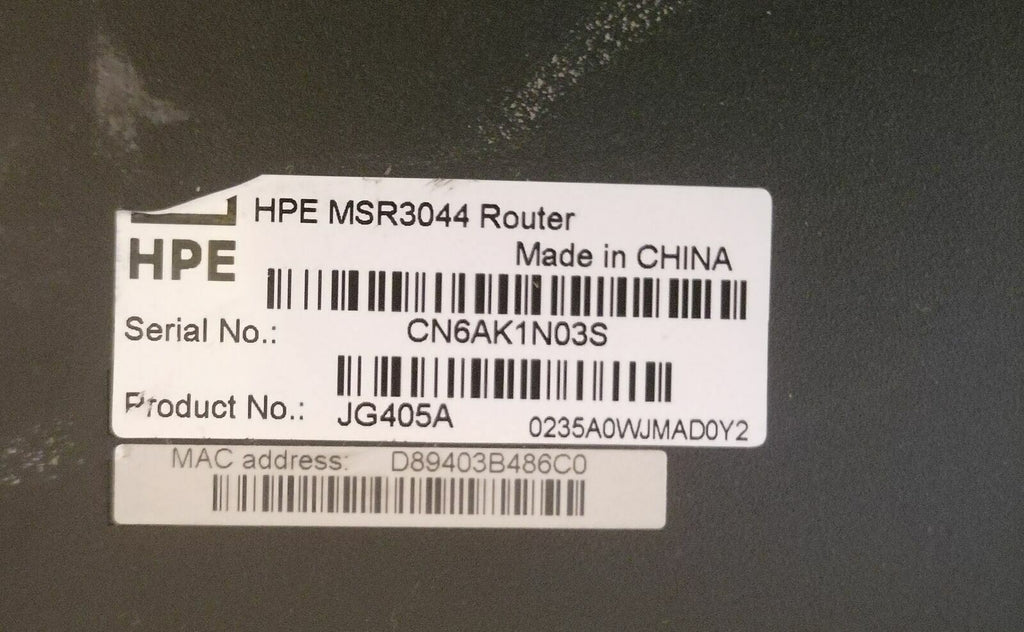 HPE MSR3044 Router
Made in CHINA
HPE
Serial No.: CN6AK1N03S
Product No.: JG405A 0235A0WJMAD0Y2
MAC address: D89403B486C0